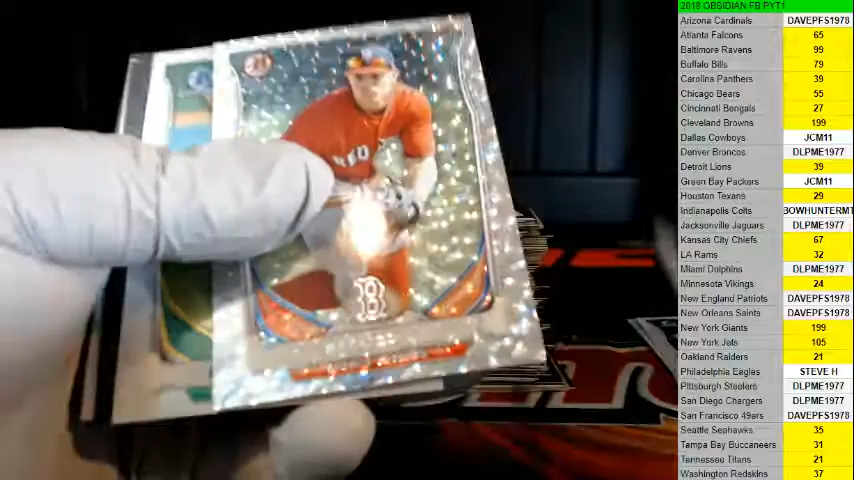 2018 OBSIDIAN FB PYT1
Arizona Cardinals DAVEPFS1978
Atlanta Falcons 65
Baltimore Ravens 99
Buffalo Bills 79
Carolina Panthers 39
Chicago Bears 55
Cincinnati Bengals 27
Cleveland Browns 199
Dallas Cowboys JCM11
Denver Broncos DLPME1977
Detroit Lions 39
Green Bay Packers JCM11
Houston Texans 29
Indianapolis Colts BOWHUNTERMT
Jacksonville Jaguars DLPME1977
Kansas City Chiefs 67
LA Rams 32
Miami Dolphins DLPME1977
Minnesota Vikings 24
New England Patriots DAVEPFS1978
New Orleans Saints DAVEPFS1978
New York Giants 199
New York Jets 105
Oakland Raiders 21
Philadelphia Eagles STEVE H
Pittsburgh Steelers DLPME1977
San Diego Chargers DLPME1977
San Francisco 49ers DAVEPFS1978
Seattle Seahawks 35
Tampa Bay Buccaneers 31
Tennessee Titans 21
Washington Redskins 37
RED
B